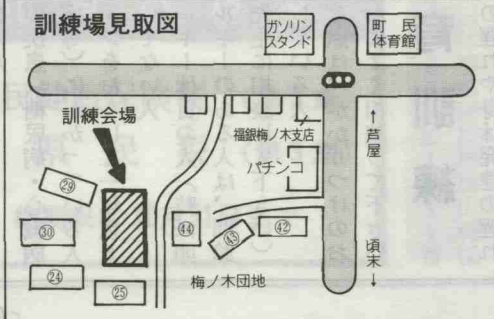 訓練場見取図
ガソリン
スタンド
町民
体育館
訓練会場
福銀梅ノ木支店
パチンコ
↑芦屋
頃末↓
㉙
㉚
㉔
㉕
㊹
㊸
㊷
梅ノ木団地